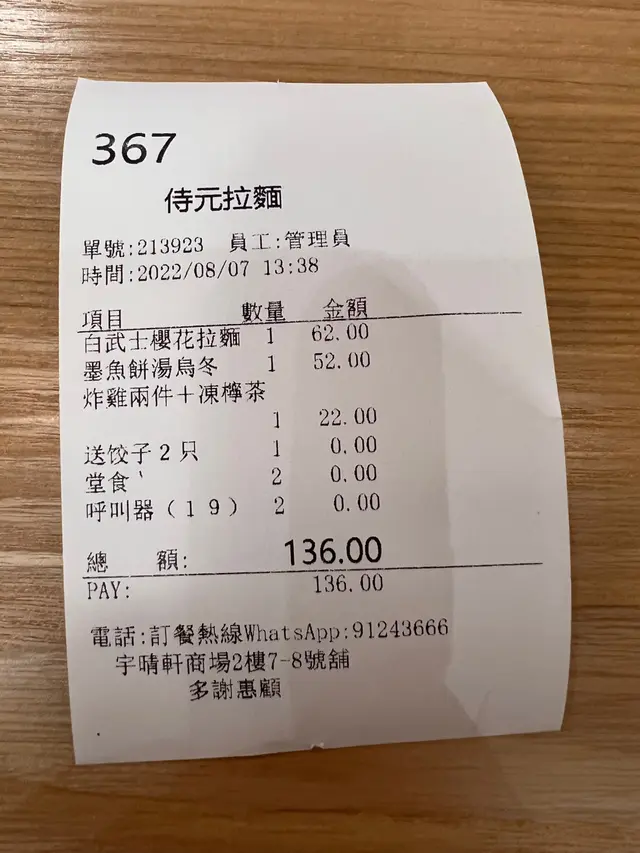 367
侍元拉麵
單號:213923 員工:管理員
時間:2022/08/07 13:38
項目 數量 金額
白武士櫻花拉麵 1 62.00
墨魚餅湯烏冬 1 52.00
炸雞兩件＋凍檸茶
1 22.00
送饺子２只 1 0.00
堂食 2 0.00
呼叫器（１９） 2 0.00
總 額: 136.00
PAY: 136.00
電話:訂餐熱線WhatsApp:91243666
宇晴軒商場2樓7-8號舖
多謝惠顧